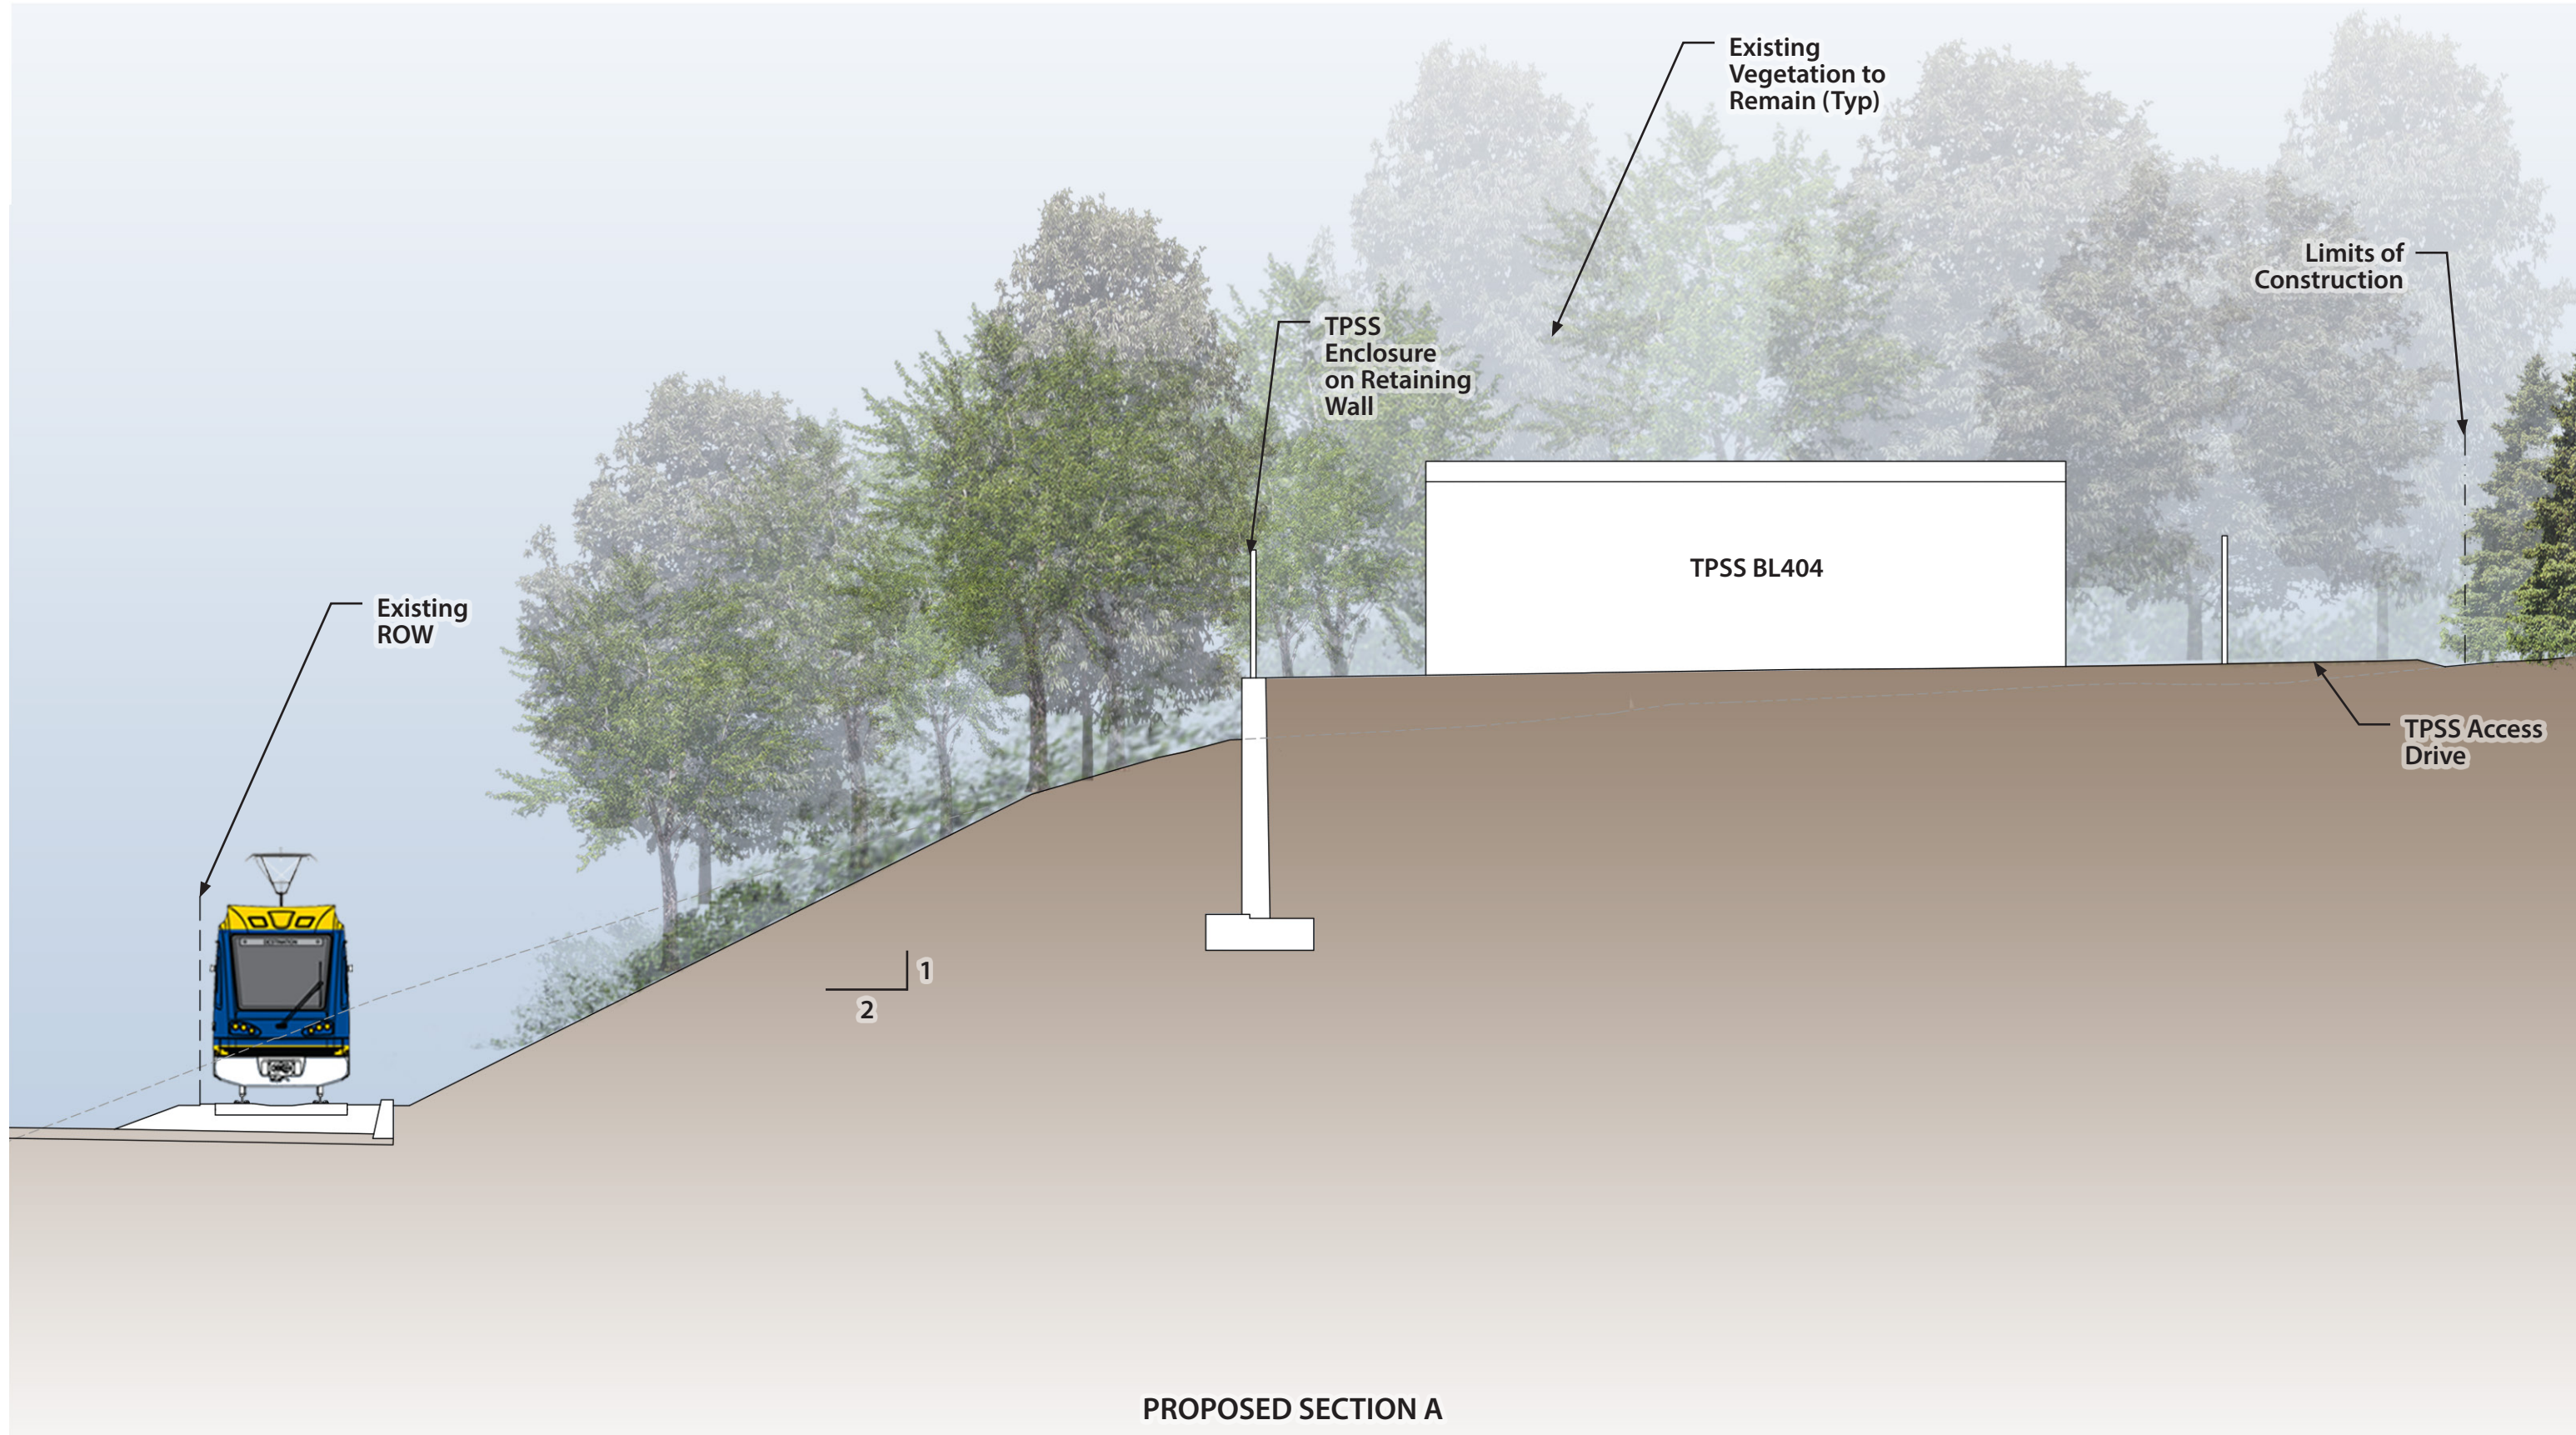 Existing
Vegetation to
Remain (Typ)
Limits of
Construction
TPSS
Enclosure
on Retaining
Wall
TPSS BL404
Existing
ROW
TPSS Access
Drive
1
2
PROPOSED SECTION A